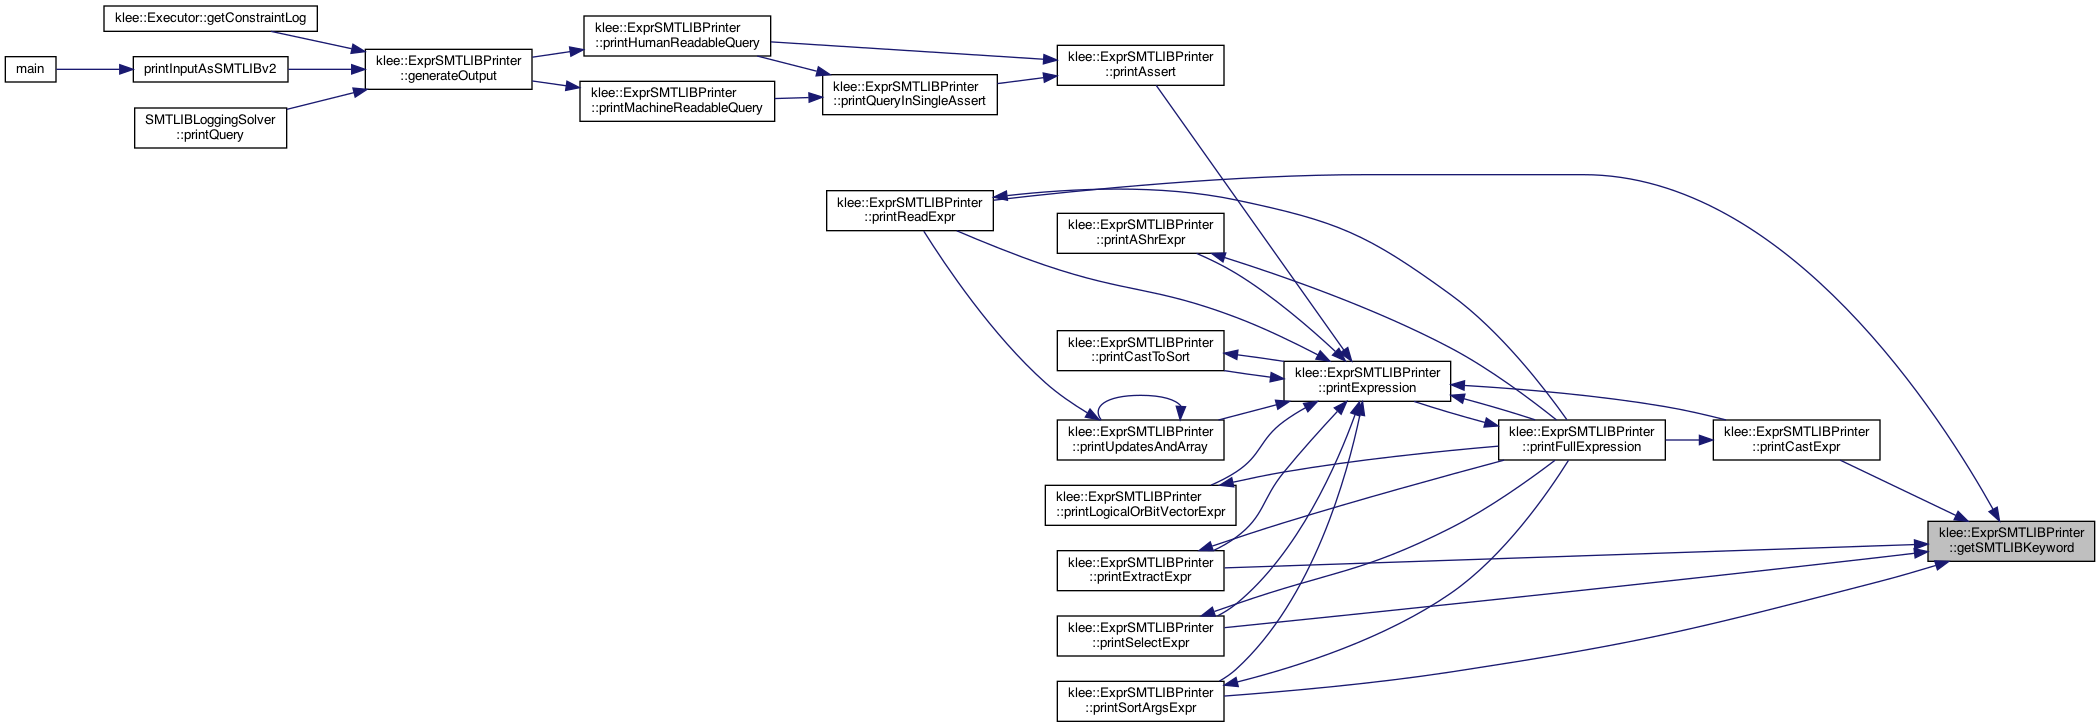 klee::Executor::getConstraintLog
main
printInputAsSMTLIBv2
SMTLIBLoggingSolver
::printQuery
klee::ExprSMTLIBPrinter
::generateOutput
klee::ExprSMTLIBPrinter
::printHumanReadableQuery
klee::ExprSMTLIBPrinter
::printMachineReadableQuery
klee::ExprSMTLIBPrinter
::printQueryInSingleAssert
klee::ExprSMTLIBPrinter
::printAssert
klee::ExprSMTLIBPrinter
::printReadExpr
klee::ExprSMTLIBPrinter
::printAShrExpr
klee::ExprSMTLIBPrinter
::printCastToSort
klee::ExprSMTLIBPrinter
::printExpression
klee::ExprSMTLIBPrinter
::printUpdatesAndArray
klee::ExprSMTLIBPrinter
::printFullExpression
klee::ExprSMTLIBPrinter
::printCastExpr
klee::ExprSMTLIBPrinter
::printLogicalOrBitVectorExpr
klee::ExprSMTLIBPrinter
::getSMTLIBKeyword
klee::ExprSMTLIBPrinter
::printExtractExpr
klee::ExprSMTLIBPrinter
::printSelectExpr
klee::ExprSMTLIBPrinter
::printSortArgsExpr